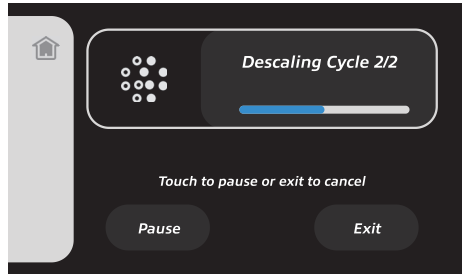 Descaling Cycle 2/2
Touch to pause or exit to cancel
Pause
Exit